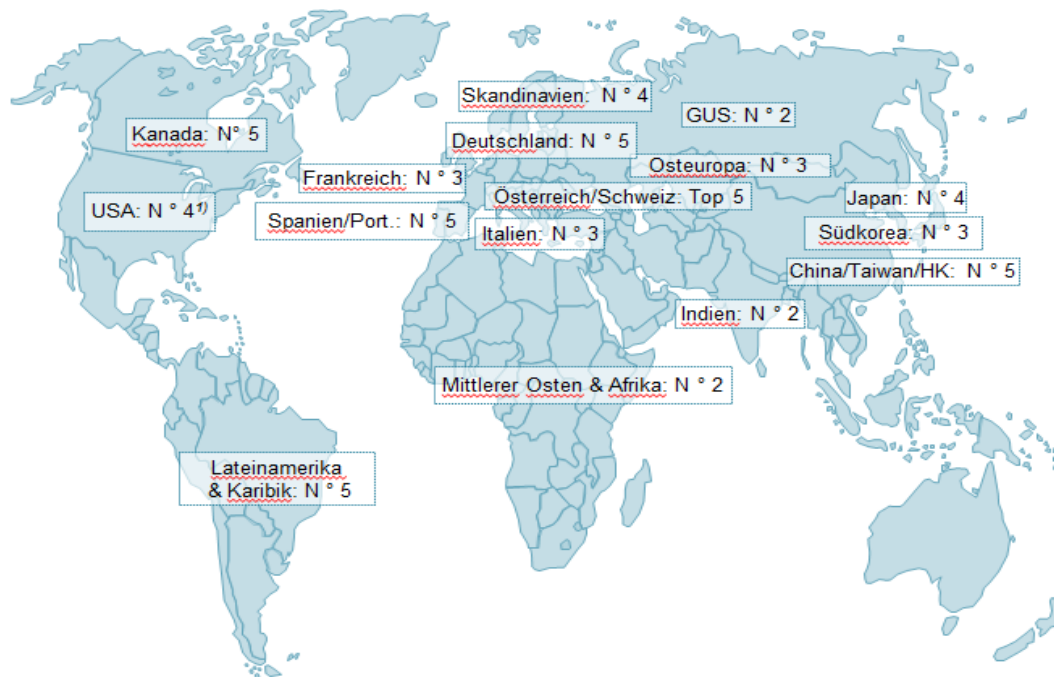 Skandinavien: N ° 4
GUS: N ° 2
Kanada: N° 5
Deutschland: N ° 5
Osteuropa: N ° 3
Frankreich: N ° 3
Österreich/Schweiz: Top 5
Japan: N ° 4
USA: N ° 4¹⁾
Spanien/Port.: N ° 5
Italien: N ° 3
Südkorea: N ° 3
China/Taiwan/HK: N ° 5
Indien: N ° 2
Mittlerer Osten & Afrika: N ° 2
Lateinamerika
& Karibik: N ° 5